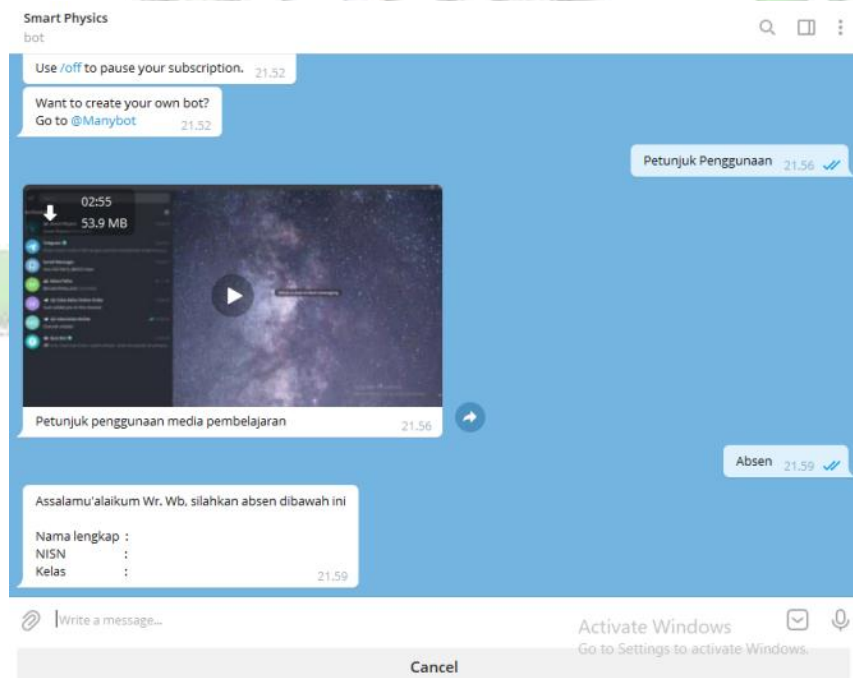 Smart Physics
bot
Use /off to pause your subscription. 21.52
Want to create your own bot?
Go to @Manybot 21.52
Petunjuk Penggunaan 21.56
02:55
53.9 MB
Petunjuk penggunaan media pembelajaran 21.56
Absen 21.59
Assalamu'alaikum Wr. Wb, silahkan absen dibawah ini
Nama lengkap :
NISN :
Kelas : 21.59
Write a message...
Activate Windows
Go to Settings to activate Windows.
Cancel